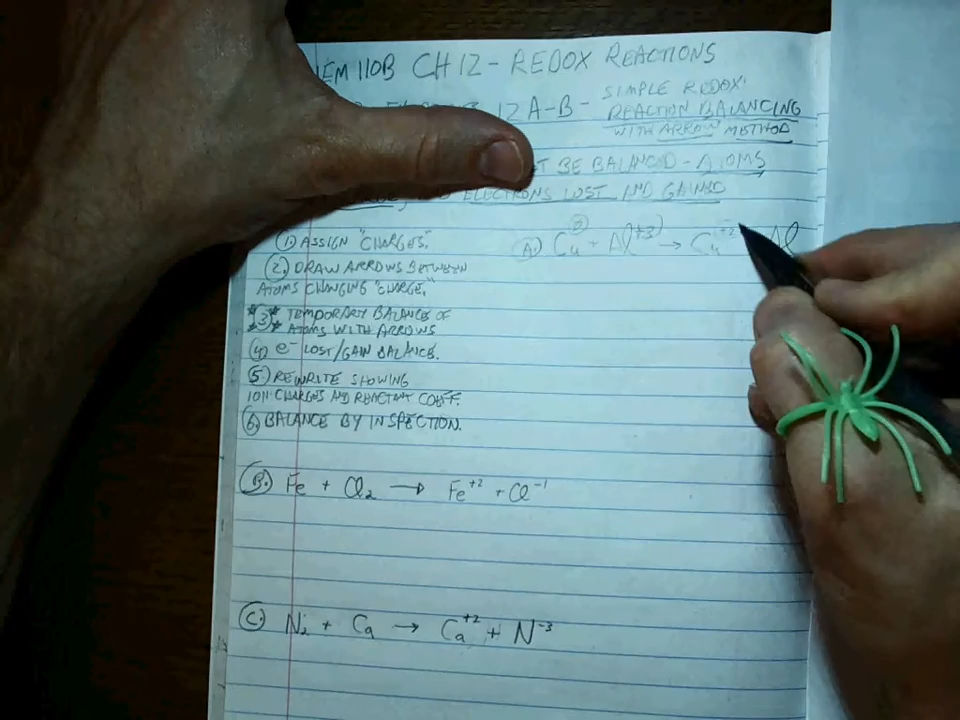 EM 110B CH 12 - REDOX REACTIONS
12A-B - SIMPLE REDOX
REACTION BALANCING
WITH ARROW METHOD
BE BALANCED - ATOMS
ELECTRONS LOST AND GAINED
① ASSIGN "CHARGES."
② DRAW ARROWS BETWEEN
ATOMS CHANGING "CHARGE."
*③* TEMPORARY BALANCE OF
* * ATOMS WITH ARROWS
④ e⁻ LOST/GAIN BALANCE.
⑤ REWRITE SHOWING
ION CHARGES AND REACTANT COEFF.
⑥ BALANCE BY INSPECTION.
Ⓐ Cu + Al⁺³ → Cu⁺² Al
Ⓑ Fe + Cl₂ → Fe⁺² + Cl⁻¹
Ⓒ N₂ + Ca → Ca⁺² + N⁻³